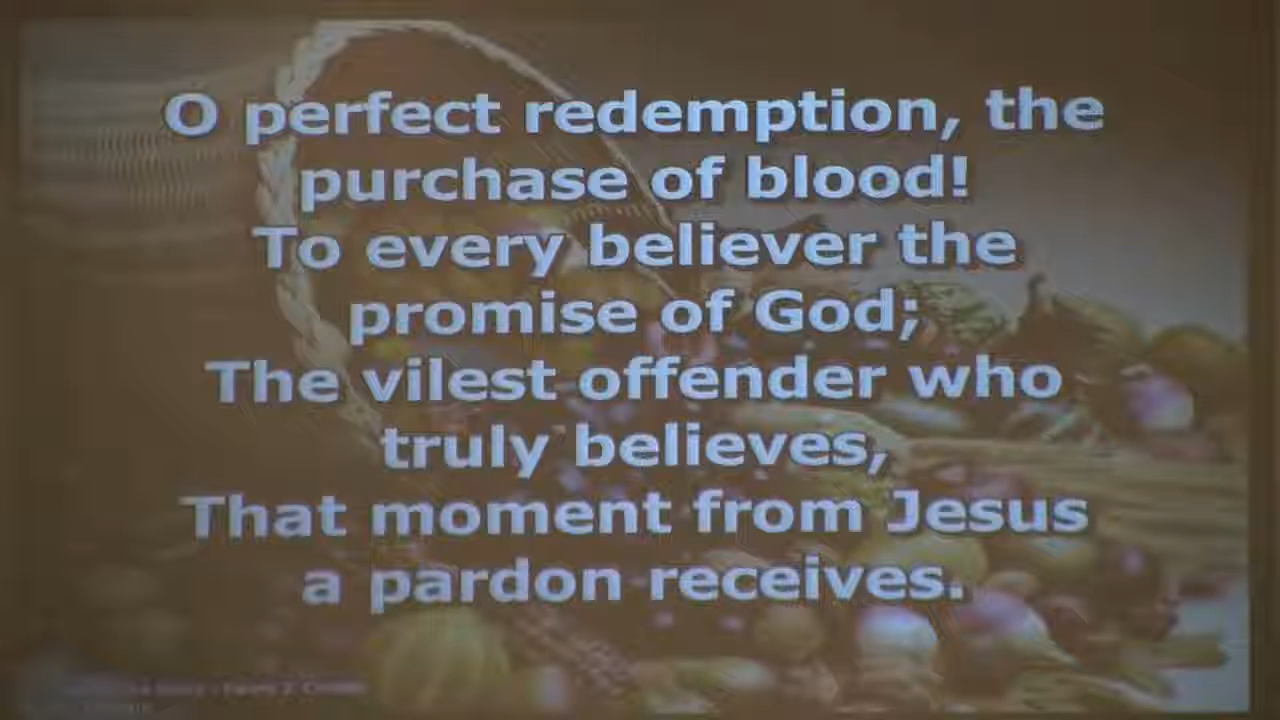 O perfect redemption, the
purchase of blood!
To every believer the
promise of God;
The vilest offender who
truly believes,
That moment from Jesus
a pardon receives.